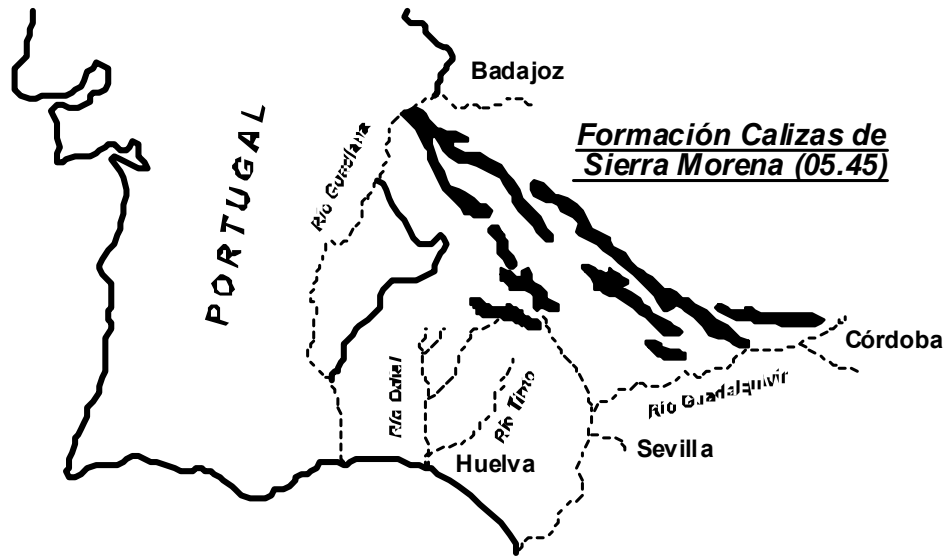 Badajoz
Formación Calizas de
Sierra Morena (05.45)
Río Guadiana
PORTUGAL
Córdoba
Río Odiel
Río Tinto
Río Guadalquivir
Sevilla
Huelva